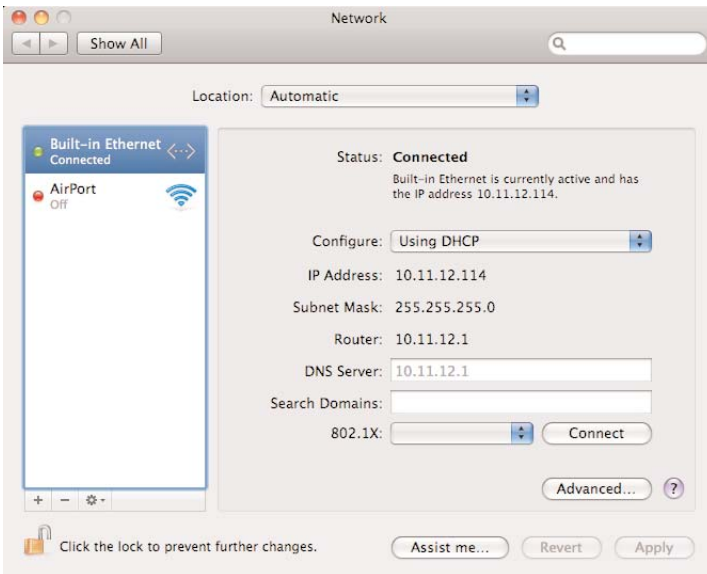 Network
Show All
Location: Automatic
Built-in Ethernet
Connected
AirPort
Off
Status: Connected
Built-in Ethernet is currently active and has
the IP address 10.11.12.114.
Configure: Using DHCP
IP Address: 10.11.12.114
Subnet Mask: 255.255.255.0
Router: 10.11.12.1
DNS Server: 10.11.12.1
Search Domains:
802.1X:
Connect
Advanced... ?
Click the lock to prevent further changes.
Assist me...
Revert
Apply